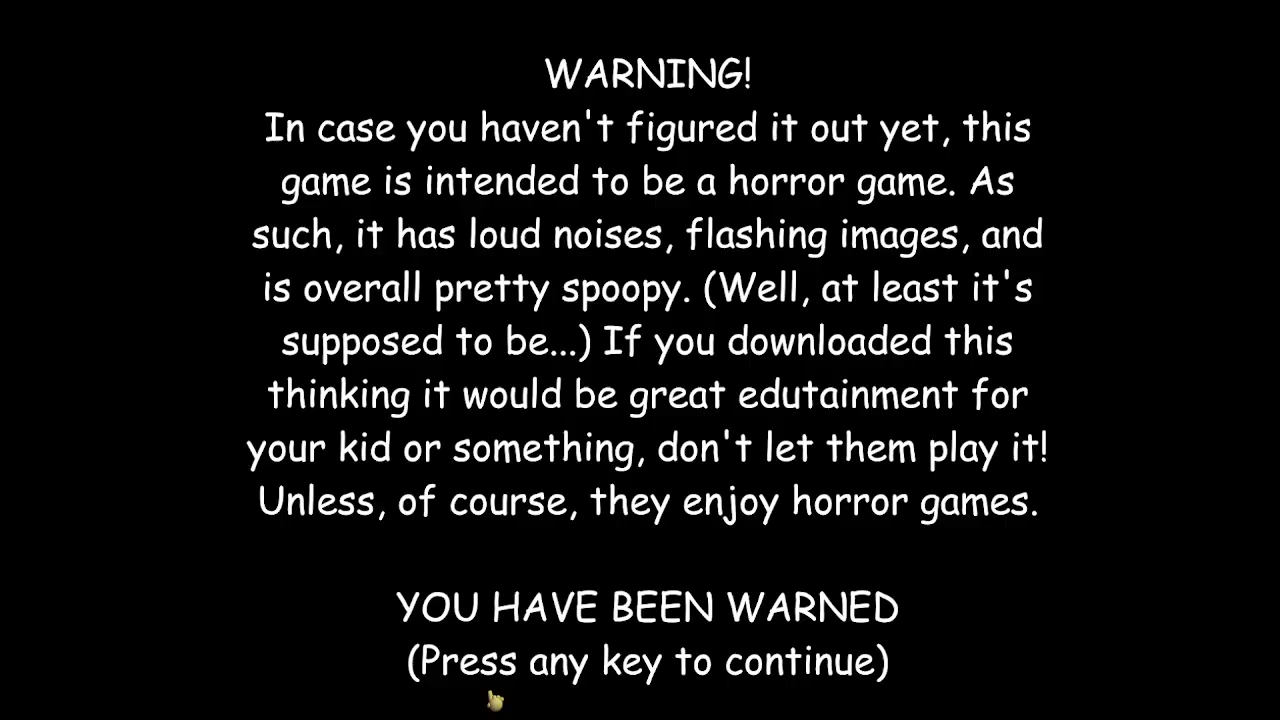 WARNING!
In case you haven't figured it out yet, this
game is intended to be a horror game. As
such, it has loud noises, flashing images, and
is overall pretty spoopy. (Well, at least it's
supposed to be...) If you downloaded this
thinking it would be great edutainment for
your kid or something, don't let them play it!
Unless, of course, they enjoy horror games.
YOU HAVE BEEN WARNED
(Press any key to continue)